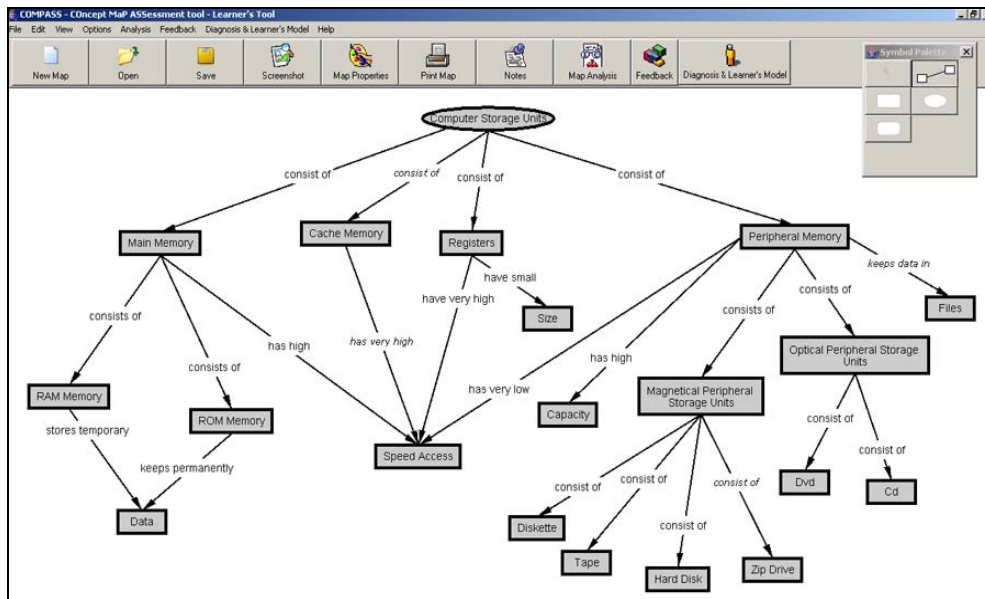 COMPASS - COncept MaP ASSessment tool - Learner's Tool
File Edit View Options Analysis Feedback Diagnosis & Learner's Model Help
New Map Open Save Screenshot Map Properties Print Map Notes Map Analysis Feedback Diagnosis & Learner's Model
Symbol Palette
Computer Storage Units
consist of consist of consist of consist of
Main Memory Cache Memory Registers Peripheral Memory
keeps data in
have small
consists of have very high consists of consists of Files
Size
has very high
has high consists of has high Optical Peripheral Storage
Units
has very low
RAM Memory Magnetical Peripheral
Storage Units
ROM Memory Capacity
stores temporary consist of consist of
Speed Access
keeps permanently
Dvd Cd
consist of consist of consist of
Data Diskette consist of
Tape Zip Drive
Hard Disk